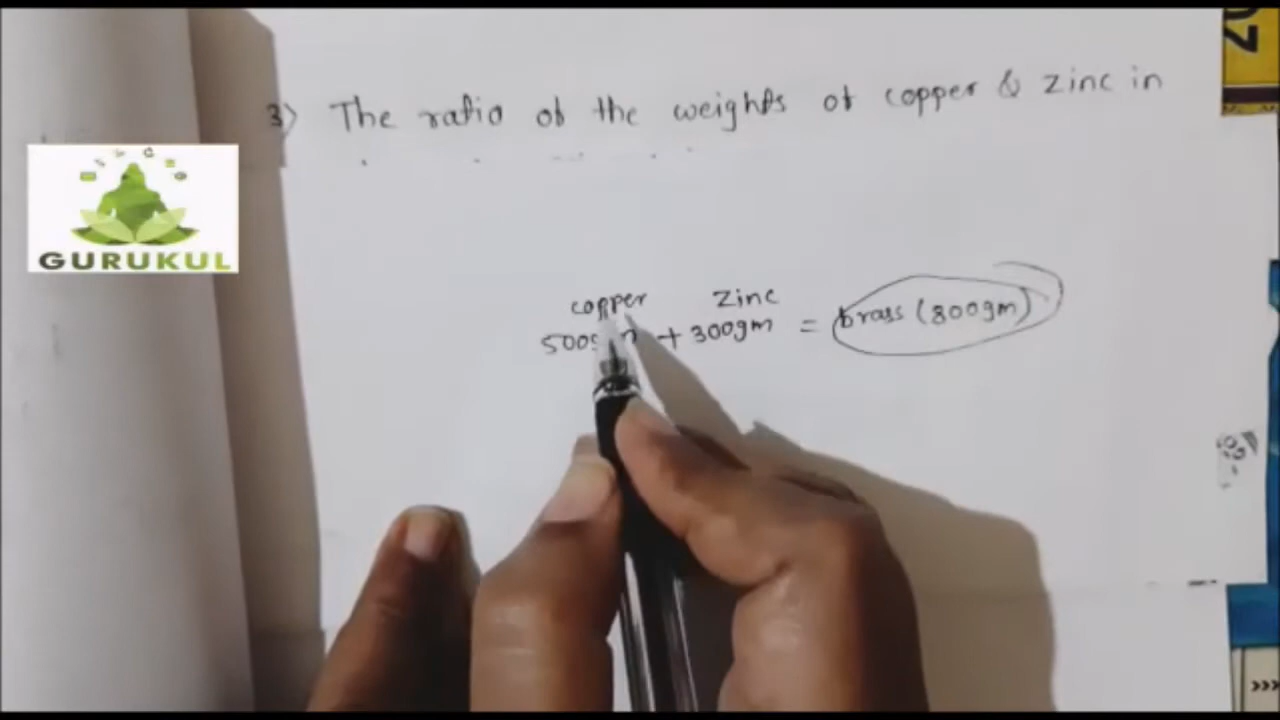 3) The ratio of the weights of copper & zinc in
GURUKUL
copper zinc
+ 300gm = brass (800gm)